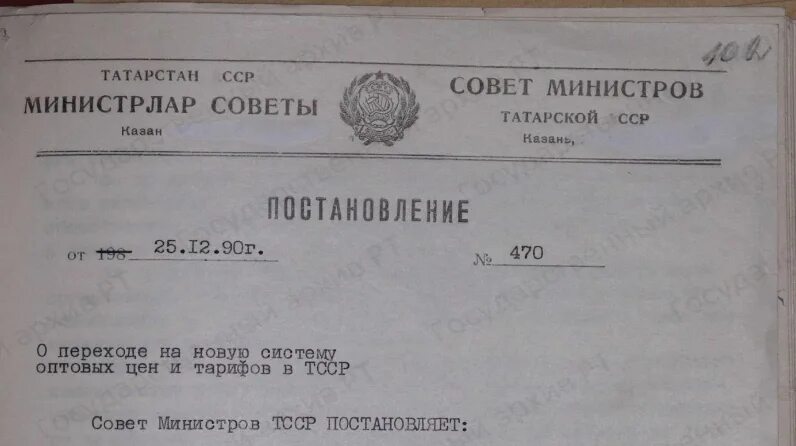 102
ТАТАРСТАН ССР
МИНИСТРЛАР СОВЕТЫ
Казан
СОВЕТ МИНИСТРОВ
ТАТАРСКОЙ ССР
Казань,
ПОСТАНОВЛЕНИЕ
от 198 25.I2.90г. № 470
О переходе на новую систему
оптовых цен и тарифов в ТССР
Совет Министров ТССР ПОСТАНОВЛЯЕТ: